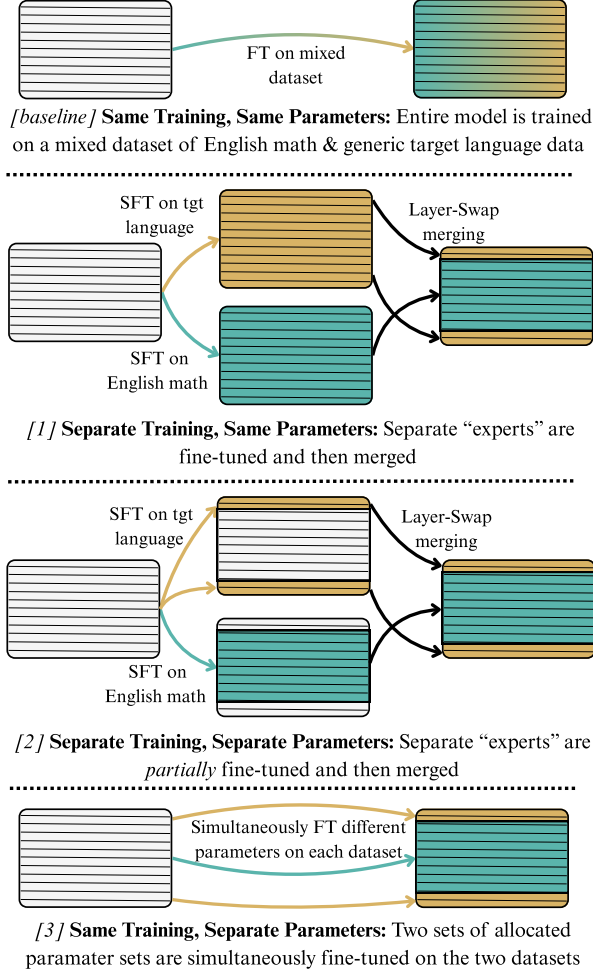 FT on mixed
dataset
[baseline] Same Training, Same Parameters: Entire model is trained
on a mixed dataset of English math & generic target language data
SFT on tgt
language
Layer-Swap
merging
SFT on
English math
[1] Separate Training, Same Parameters: Separate “experts” are
fine-tuned and then merged
SFT on tgt
language
Layer-Swap
merging
SFT on
English math
[2] Separate Training, Separate Parameters: Separate “experts” are
partially fine-tuned and then merged
Simultaneously FT different
parameters on each dataset
[3] Same Training, Separate Parameters: Two sets of allocated
paramater sets are simultaneously fine-tuned on the two datasets